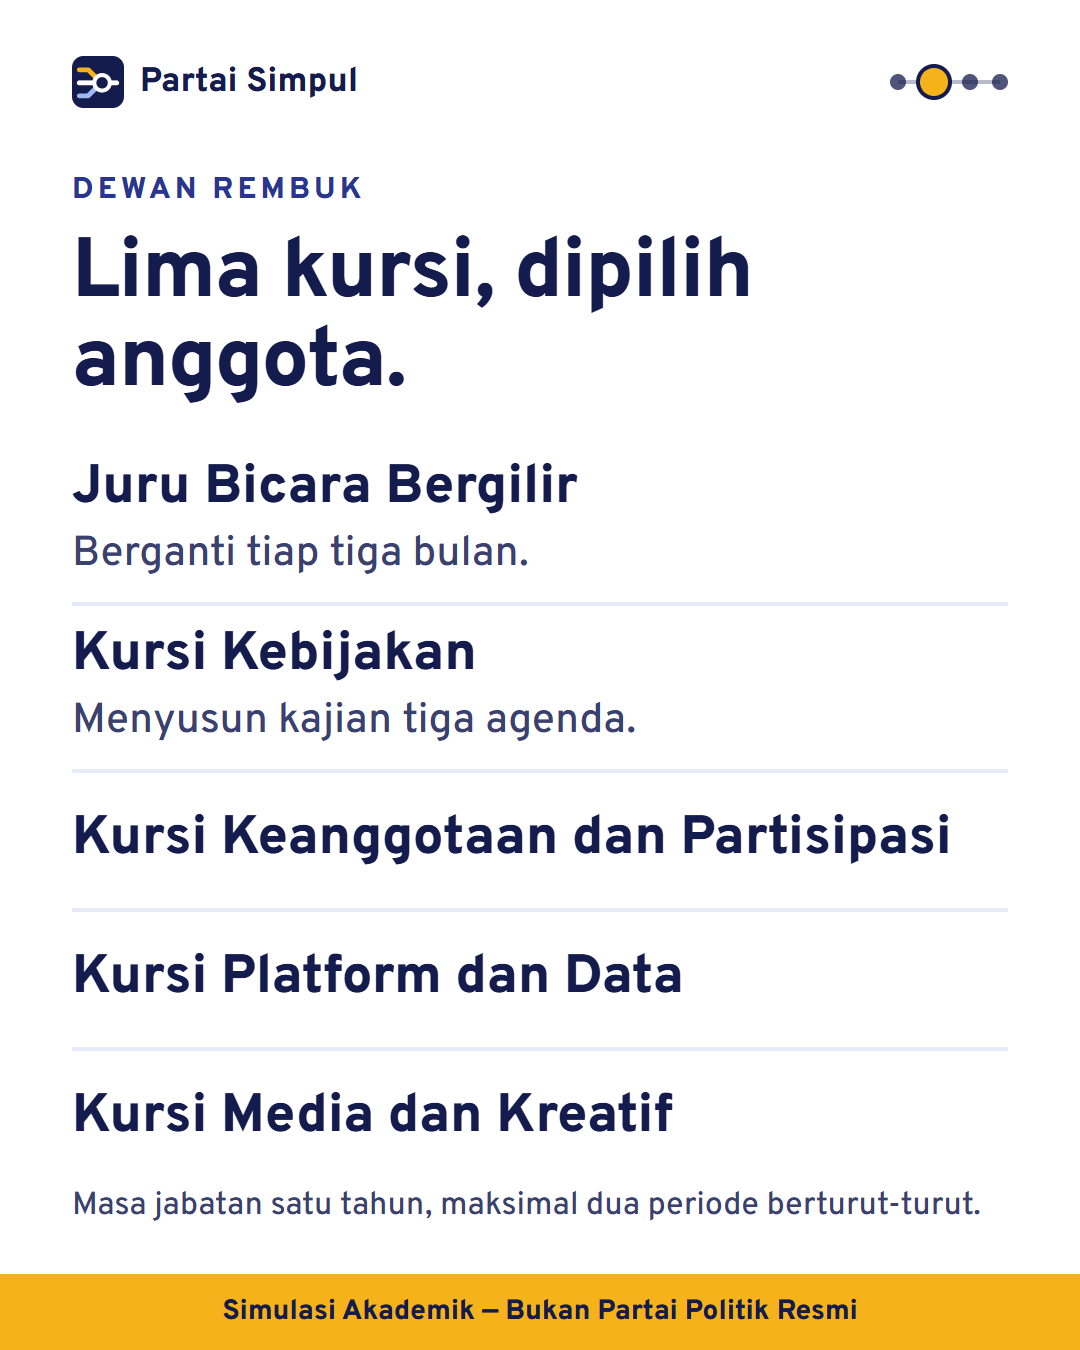 Partai Simpul
DEWAN REMBUK
Lima kursi, dipilih
anggota.
Juru Bicara Bergilir
Berganti tiap tiga bulan.
Kursi Kebijakan
Menyusun kajian tiga agenda.
Kursi Keanggotaan dan Partisipasi
Kursi Platform dan Data
Kursi Media dan Kreatif
Masa jabatan satu tahun, maksimal dua periode berturut-turut.
Simulasi Akademik — Bukan Partai Politik Resmi